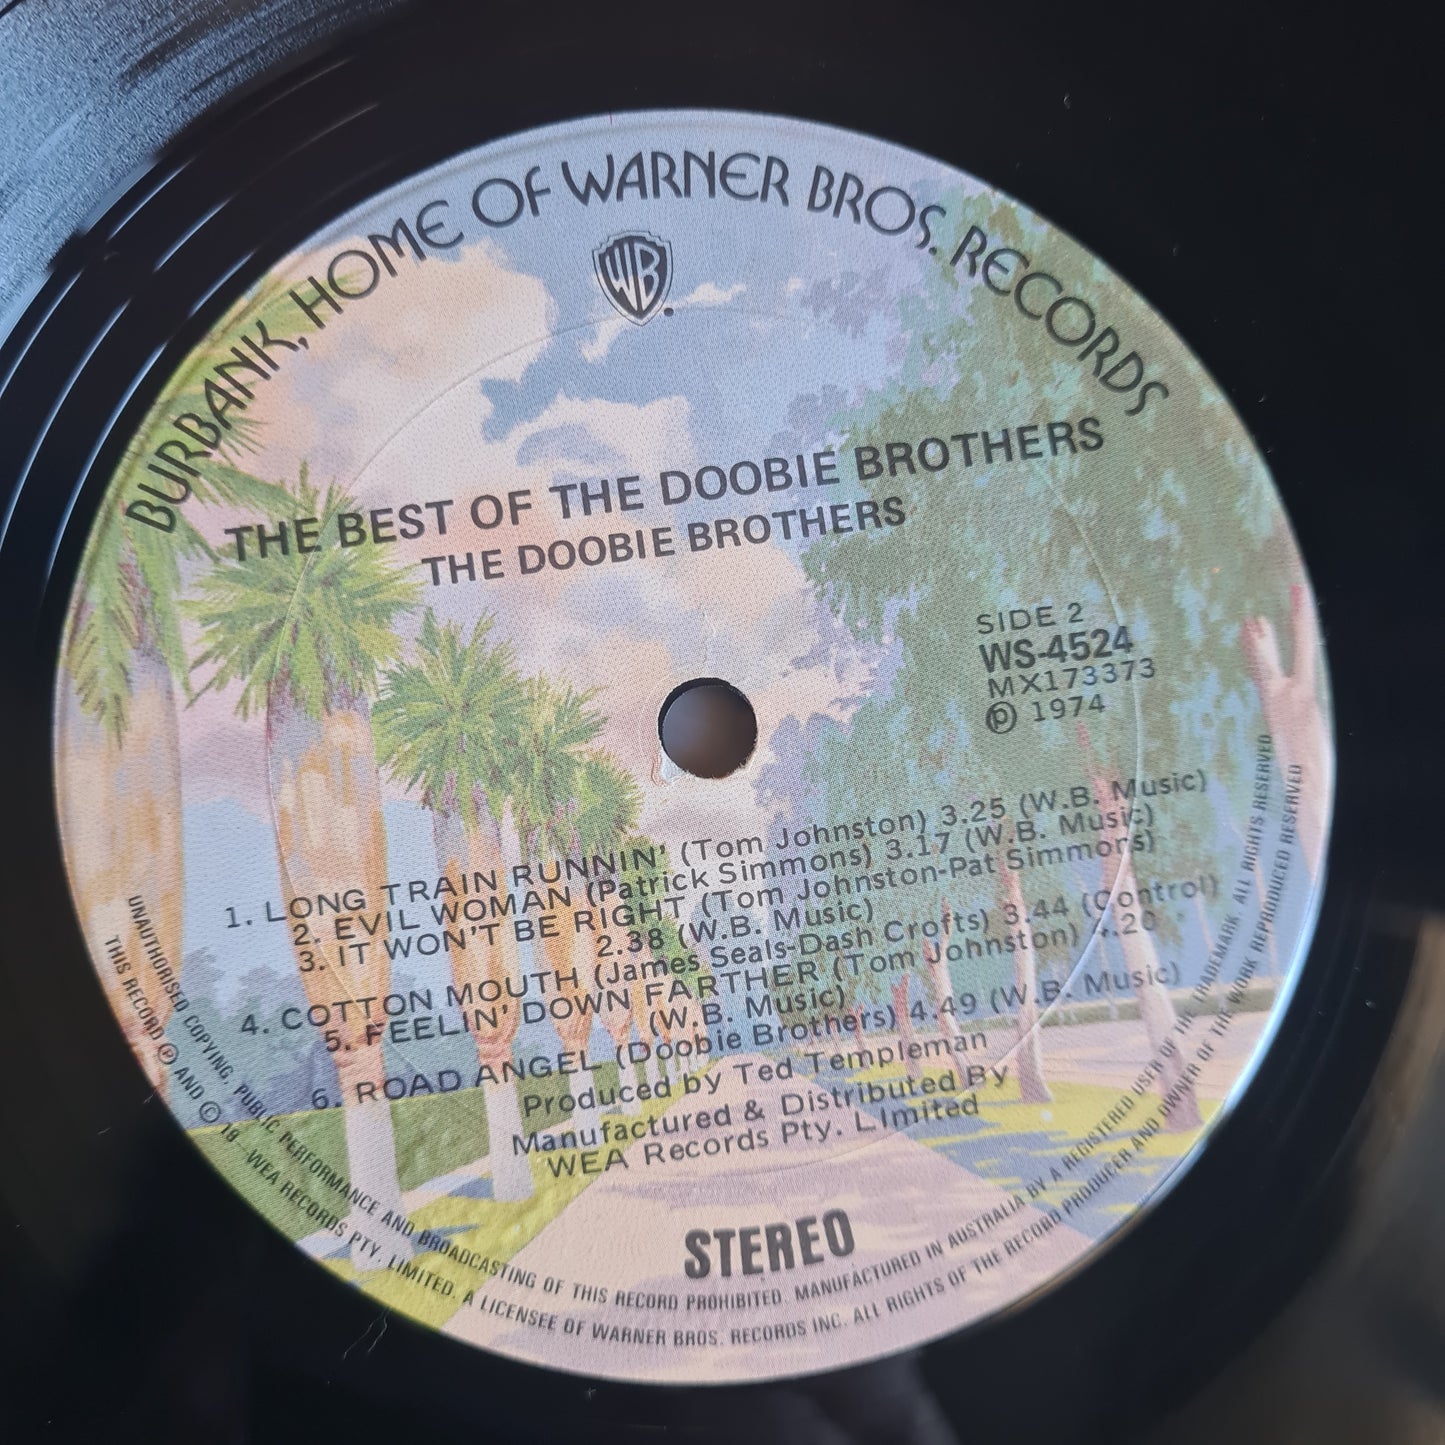 BURBANK, HOME OF WARNER BROS. RECORDS
WB
THE BEST OF THE DOOBIE BROTHERS
THE DOOBIE BROTHERS
SIDE 2
WS-4524
MX173373
℗ 1974
1. LONG TRAIN RUNNIN' (Tom Johnston) 3.25 (W.B. Music)
2. EVIL WOMAN (Patrick Simmons) 3.17 (W.B. Music)
3. IT WON'T BE RIGHT (Tom Johnston-Pat Simmons)
2.38 (W.B. Music)
4. COTTON MOUTH (James Seals-Dash Crofts) 3.44 (Control)
5. FEELIN' DOWN FARTHER (Tom Johnston) 4.20
(W.B. Music)
6. ROAD ANGEL (Doobie Brothers) 4.49 (W.B. Music)
Produced by Ted Templeman
Manufactured & Distributed By
WEA Records Pty. Limited
STEREO
UNAUTHORISED COPYING, PUBLIC PERFORMANCE AND BROADCASTING OF THIS RECORD PROHIBITED. MANUFACTURED IN AUSTRALIA BY A REGISTERED USER OF THE TRADEMARK. ALL RIGHTS RESERVED
THIS RECORD ℗ AND © 19—WEA RECORDS PTY. LIMITED. A LICENSEE OF WARNER BROS. RECORDS INC. ALL RIGHTS OF THE RECORD PRODUCER AND OWNER OF THE WORK REPRODUCED RESERVED